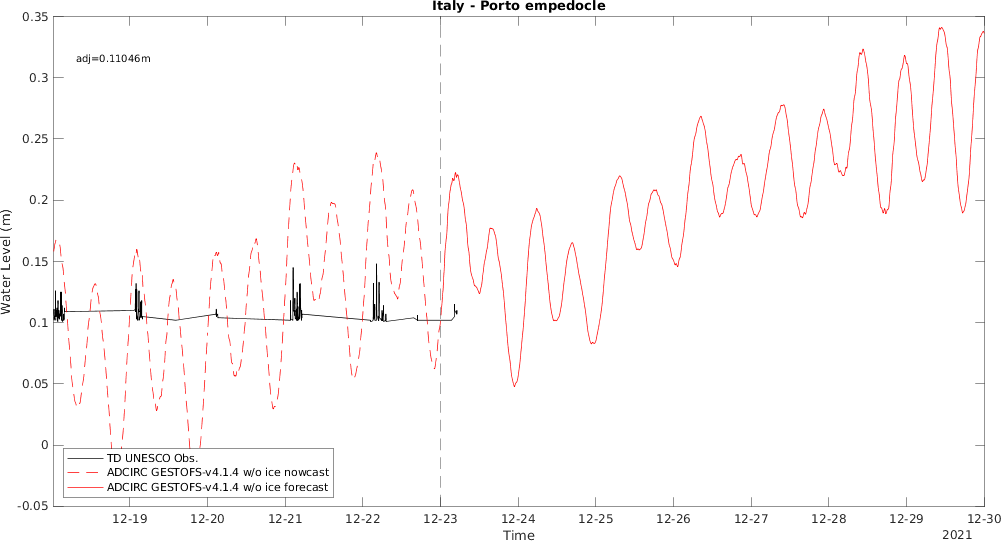 Italy - Porto empedocle
adj=0.11046m
Water Level (m)
0.35
0.3
0.25
0.2
0.15
0.1
0.05
0
-0.05
TD UNESCO Obs.
ADCIRC GESTOFS-v4.1.4 w/o ice nowcast
ADCIRC GESTOFS-v4.1.4 w/o ice forecast
12-19 12-20 12-21 12-22 12-23 12-24 12-25 12-26 12-27 12-28 12-29 12-30
Time
2021